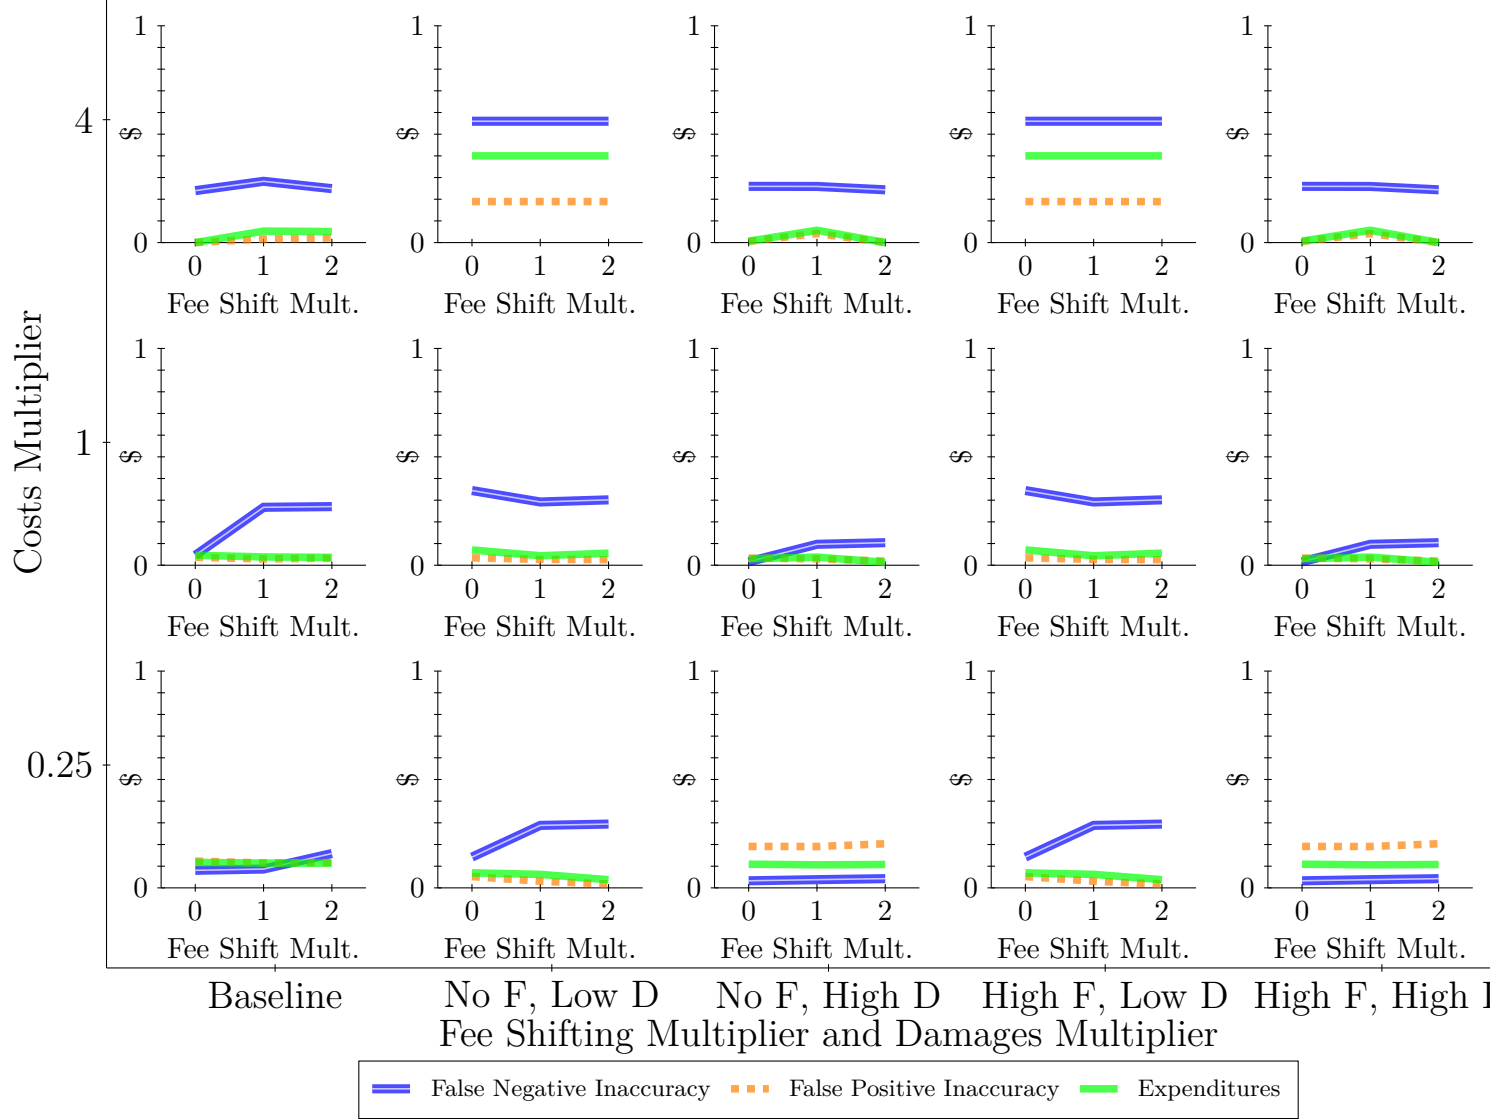 1
1
1
1
1
4
$
$
$
$
$
0
0
0
0
0
0 1 2
0 1 2
0 1 2
0 1 2
0 1 2
Fee Shift Mult.
Fee Shift Mult.
Fee Shift Mult.
Fee Shift Mult.
Fee Shift Mult.
Costs Multiplier
1
1
1
1
1
1
$
$
$
$
$
0
0
0
0
0
0 1 2
0 1 2
0 1 2
0 1 2
0 1 2
Fee Shift Mult.
Fee Shift Mult.
Fee Shift Mult.
Fee Shift Mult.
Fee Shift Mult.
1
1
1
1
1
0.25
$
$
$
$
$
0
0
0
0
0
0 1 2
0 1 2
0 1 2
0 1 2
0 1 2
Fee Shift Mult.
Fee Shift Mult.
Fee Shift Mult.
Fee Shift Mult.
Fee Shift Mult.
Baseline
No F, Low D
No F, High D
High F, Low D
High F, High
Fee Shifting Multiplier and Damages Multiplier
False Negative Inaccuracy
False Positive Inaccuracy
Expenditures